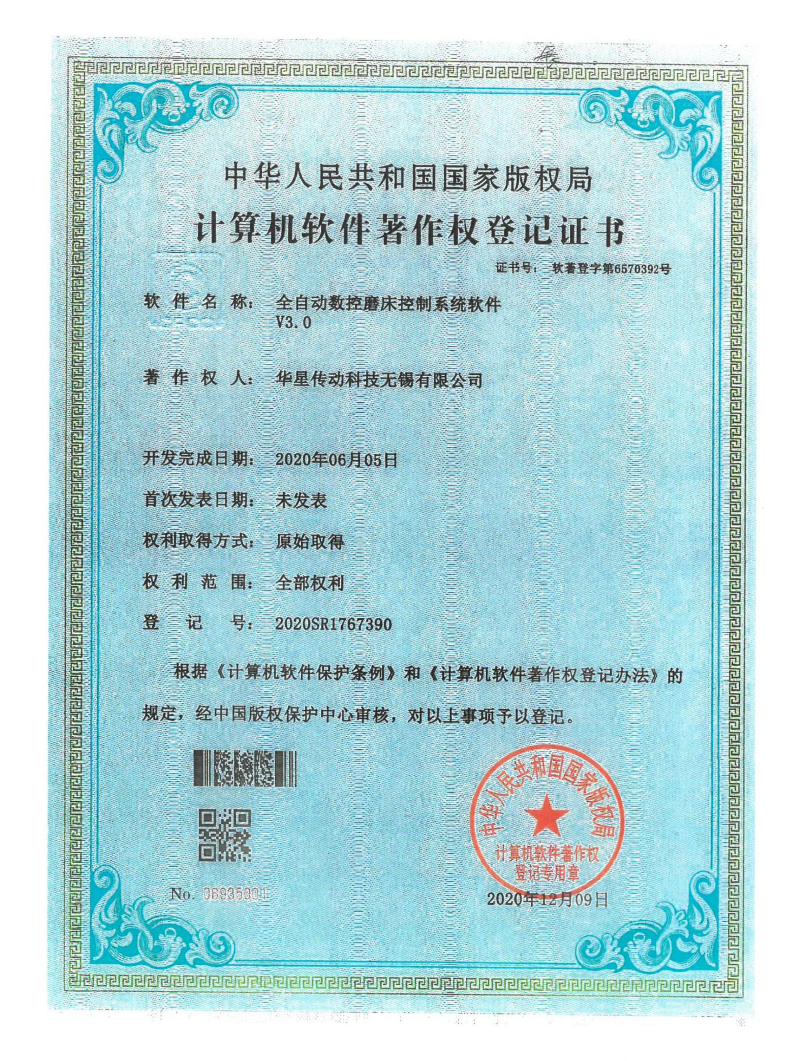 中华人民共和国国家版权局
计算机软件著作权登记证书
证书号： 软著登字第6570392号
软件名称： 全自动数控磨床控制系统软件
V3.0
著作权人： 华星传动科技无锡有限公司
开发完成日期： 2020年06月05日
首次发表日期： 未发表
权利取得方式： 原始取得
权利范围： 全部权利
登记号： 2020SR1767390
根据《计算机软件保护条例》和《计算机软件著作权登记办法》的
规定，经中国版权保护中心审核，对以上事项予以登记。
中华人民共和国国家版权局
计算机软件著作权
登记专用章
No.
2020年12月09日